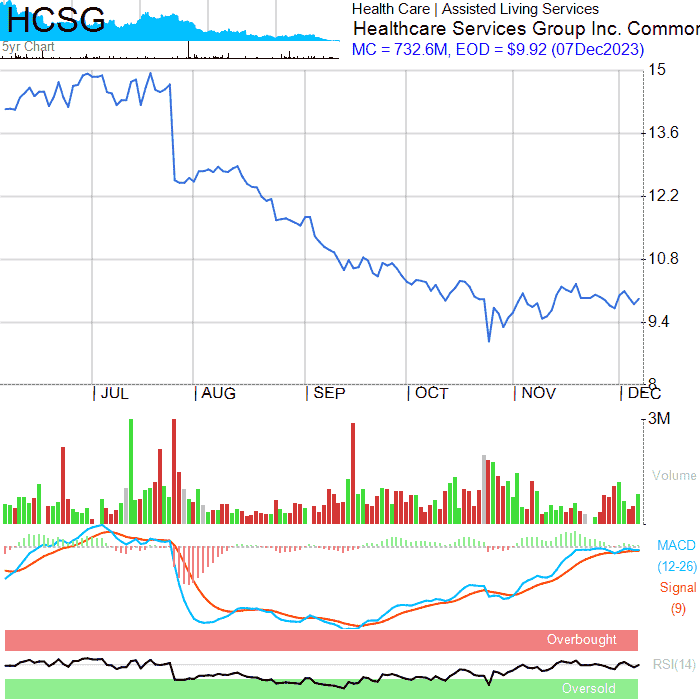 HCSG
5yr Chart
Health Care | Assisted Living Services
Healthcare Services Group Inc. Common
MC = 732.6M, EOD = $9.92 (07Dec2023)
15
13.6
12.2
10.8
9.4
8
JUL AUG SEP OCT NOV DEC
3M
Volume
MACD
(12-26)
Signal
(9)
Overbought
RSI(14)
Oversold